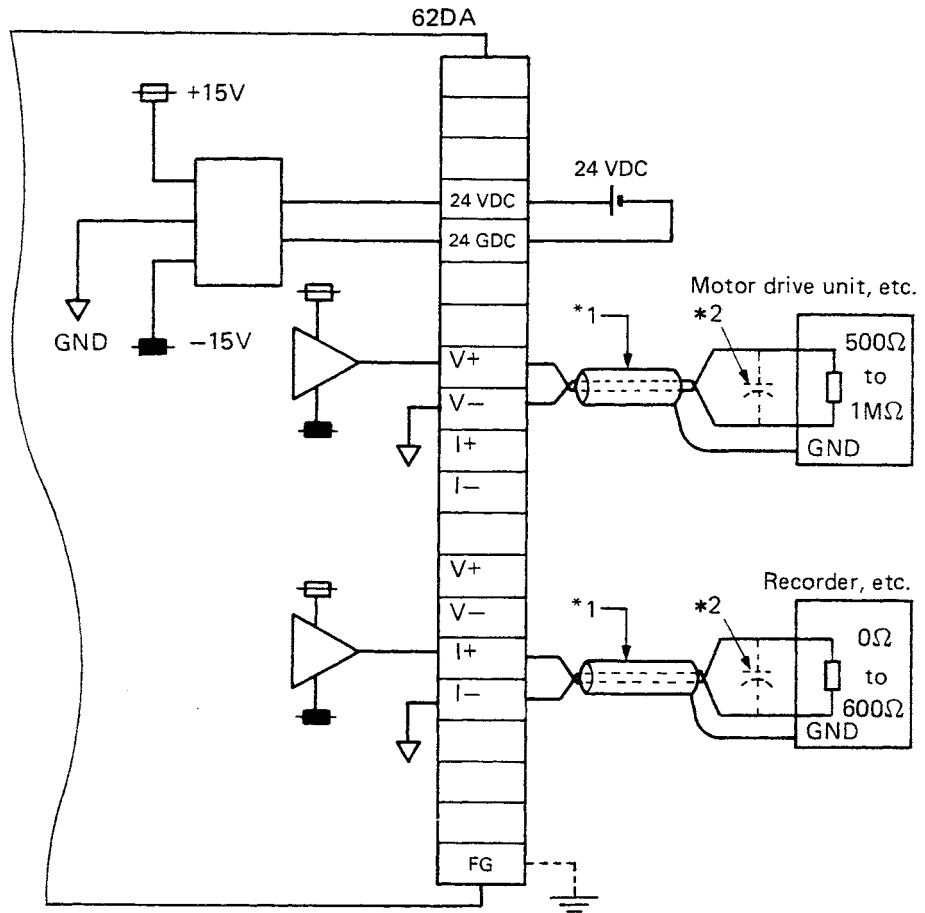 62DA
+15V
24 VDC
24 VDC
24 GDC
GND
−15V
Motor drive unit, etc.
*1
*2
500Ω
to
1MΩ
GND
V+
V−
I+
I−
V+
V−
I+
I−
Recorder, etc.
*1
*2
0Ω
to
600Ω
GND
FG